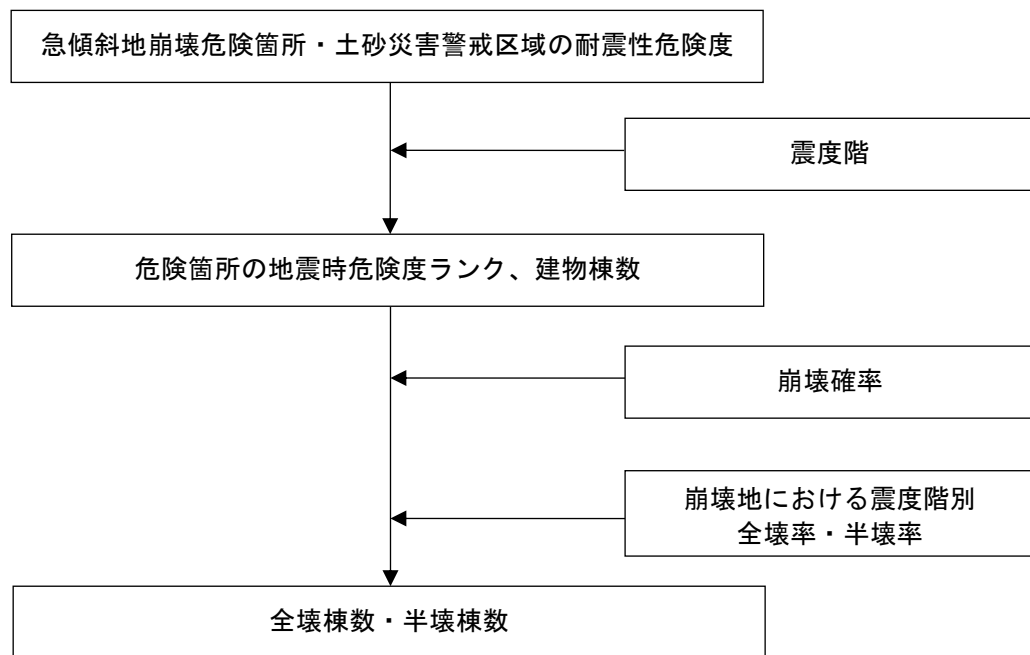 急傾斜地崩壊危険箇所・土砂災害警戒区域の耐震性危険度
震度階
危険箇所の地震時危険度ランク、建物棟数
崩壊確率
崩壊地における震度階別
全壊率・半壊率
全壊棟数・半壊棟数